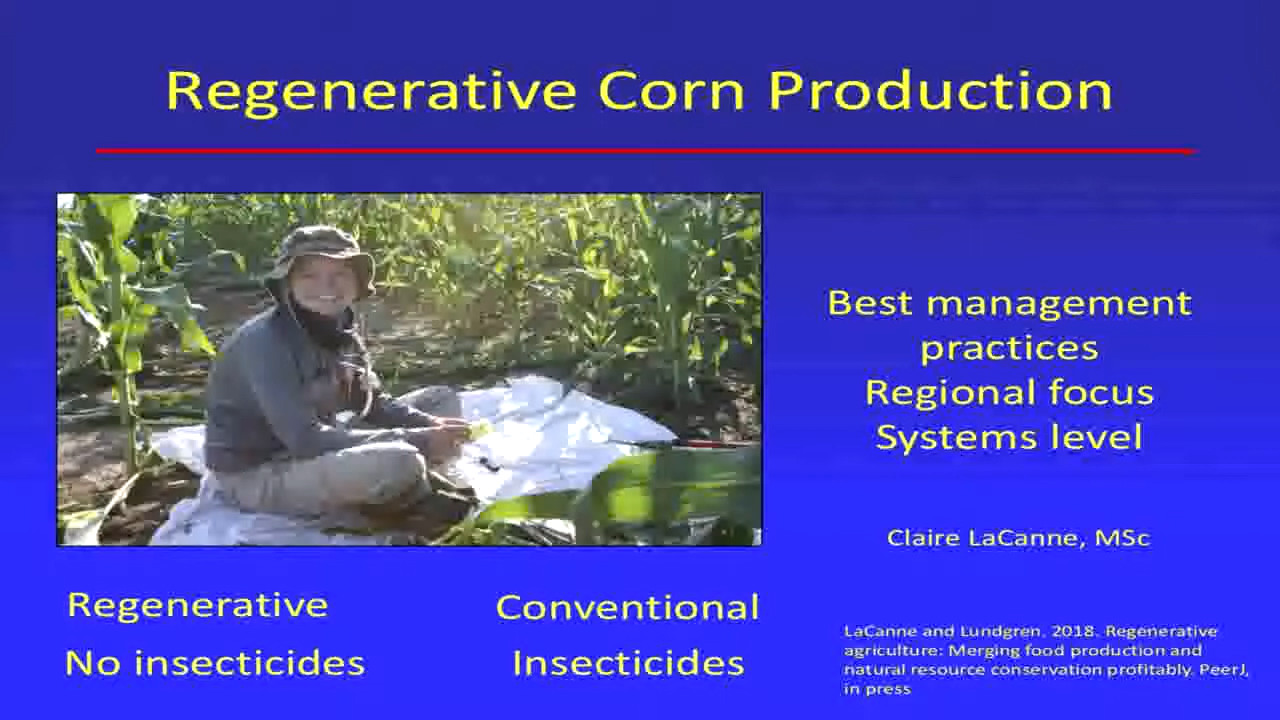 Regenerative Corn Production
Best management
practices
Regional focus
Systems level
Claire LaCanne, MSc
Regenerative
Conventional
No insecticides
Insecticides
LaCanne and Lundgren. 2018. Regenerative
agriculture: Merging food production and
natural resource conservation profitably. PeerJ,
in press